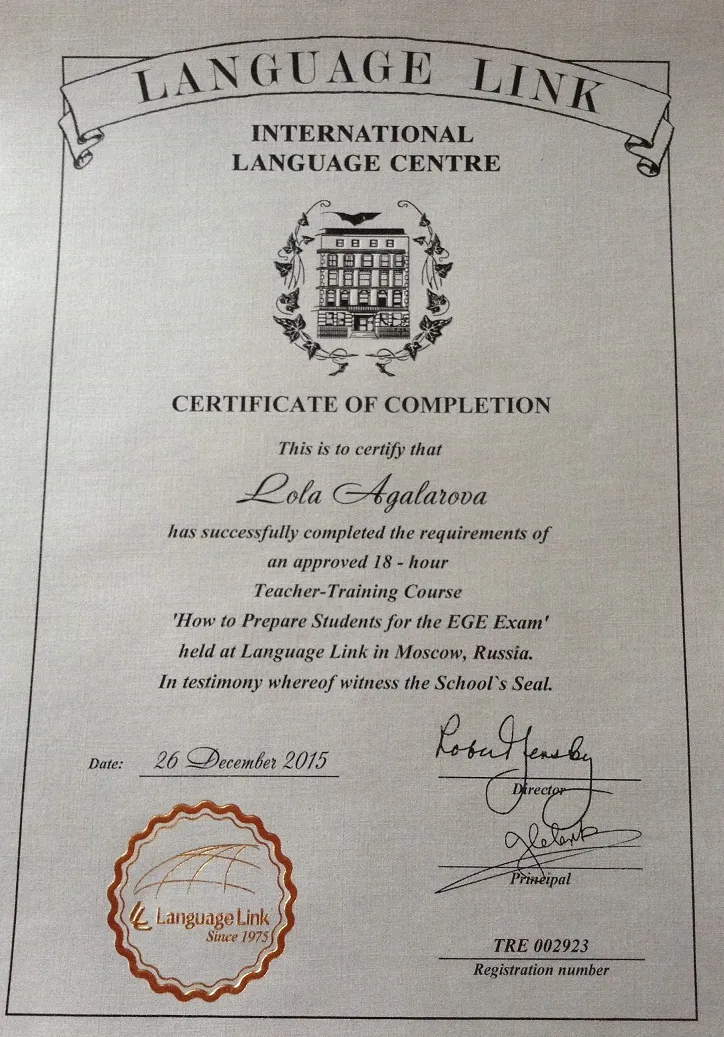 LANGUAGE LINK
INTERNATIONAL
LANGUAGE CENTRE
CERTIFICATE OF COMPLETION
This is to certify that
Lola Agalarova
has successfully completed the requirements of
an approved 18 - hour
Teacher-Training Course
'How to Prepare Students for the EGE Exam'
held at Language Link in Moscow, Russia.
In testimony whereof witness the School`s Seal.
Date: 26 December 2015
Director
Principal
LL Language Link
Since 1975
TRE 002923
Registration number